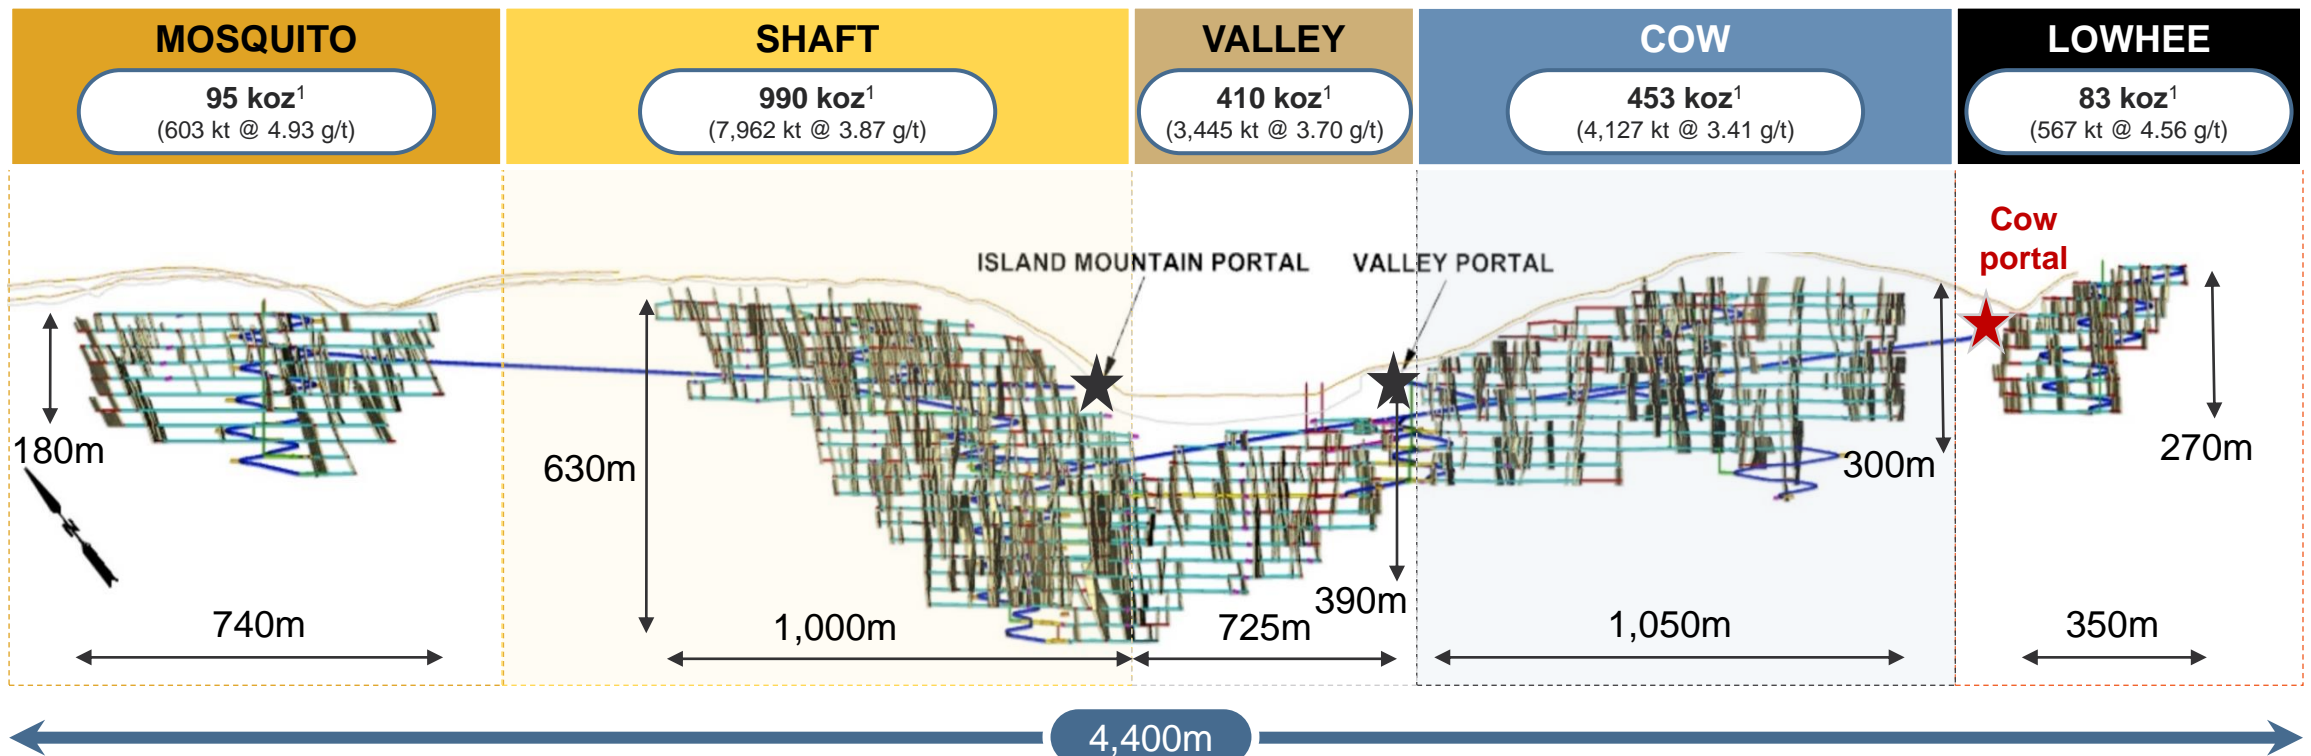 MOSQUITO
95 koz¹
(603 kt @ 4.93 g/t)
SHAFT
990 koz¹
(7,962 kt @ 3.87 g/t)
VALLEY
410 koz¹
(3,445 kt @ 3.70 g/t)
COW
453 koz¹
(4,127 kt @ 3.41 g/t)
LOWHEE
83 koz¹
(567 kt @ 4.56 g/t)
Cow
portal
ISLAND MOUNTAIN PORTAL
VALLEY PORTAL
180m
630m
390m
300m
270m
N
740m
1,000m
725m
1,050m
350m
4,400m